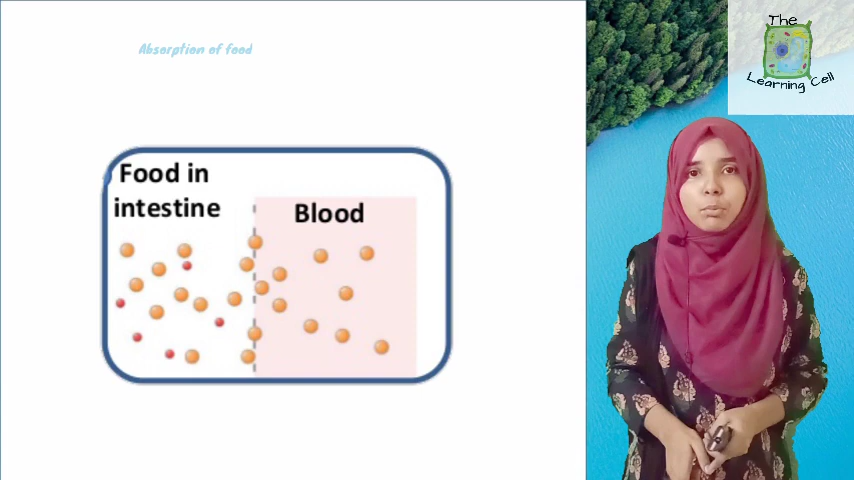 Absorption of food
Food in
intestine
Blood
The
Learning Cell